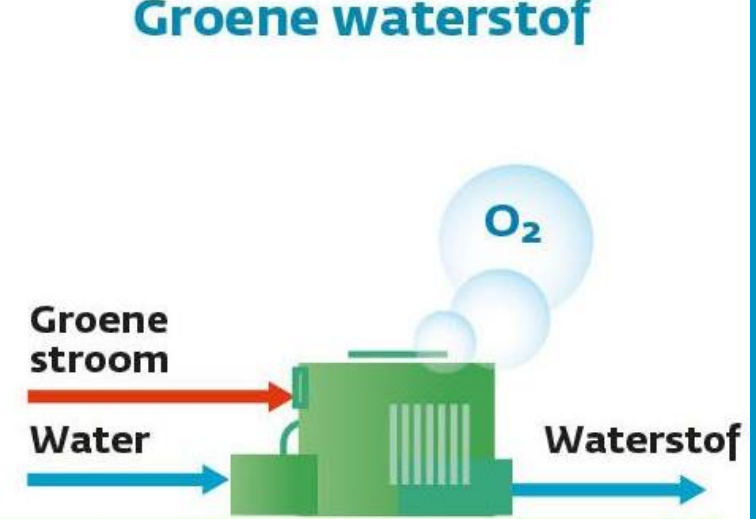 Groene waterstof
O₂
Groene
stroom
Water
Waterstof